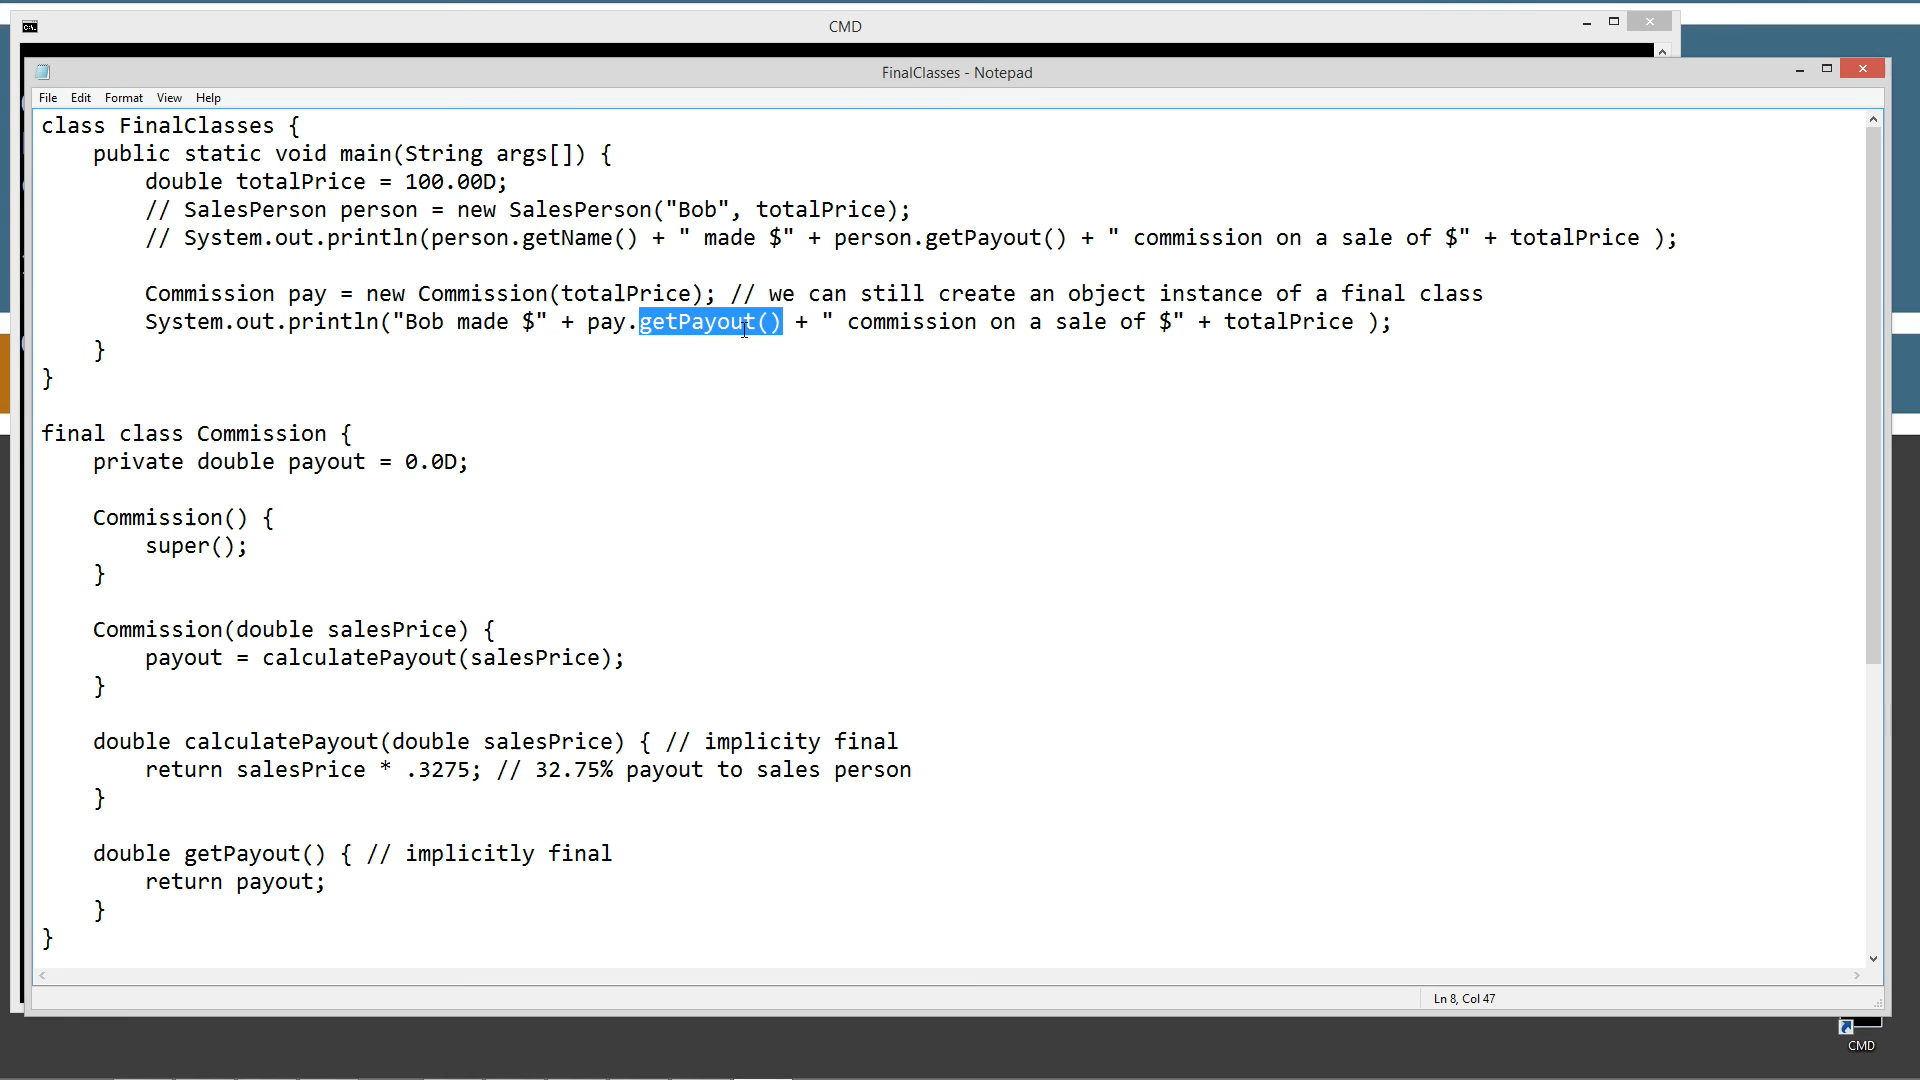 CMD
FinalClasses - Notepad
File Edit Format View Help
class FinalClasses {
    public static void main(String args[]) {
        double totalPrice = 100.00D;
        // SalesPerson person = new SalesPerson("Bob", totalPrice);
        // System.out.println(person.getName() + " made $" + person.getPayout() + " commission on a sale of $" + totalPrice );
        Commission pay = new Commission(totalPrice); // we can still create an object instance of a final class
        System.out.println("Bob made $" + pay.getPayout() + " commission on a sale of $" + totalPrice );
    }
}
final class Commission {
    private double payout = 0.0D;
    Commission() {
        super();
    }
    Commission(double salesPrice) {
        payout = calculatePayout(salesPrice);
    }
    double calculatePayout(double salesPrice) { // implicity final
        return salesPrice * .3275; // 32.75% payout to sales person
    }
    double getPayout() { // implicitly final
        return payout;
    }
}
Ln 8, Col 47
CMD